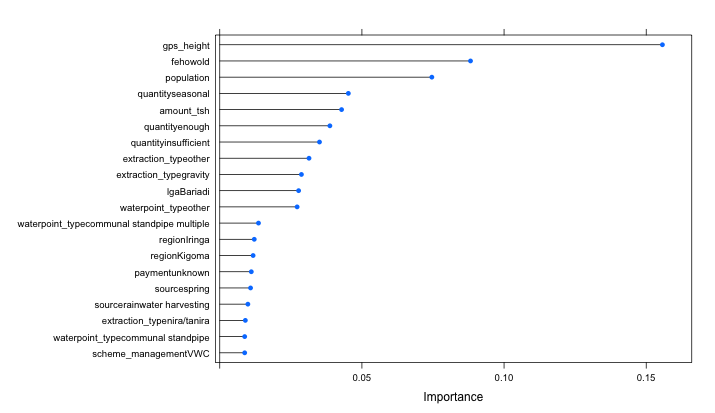 gps_height
fehowold
population
quantityseasonal
amount_tsh
quantityenough
quantityinsufficient
extraction_typeother
extraction_typegravity
lgaBariadi
waterpoint_typeother
waterpoint_typecommunal standpipe multiple
regionIringa
regionKigoma
paymentunknown
sourcespring
sourcerainwater harvesting
extraction_typenira/tanira
waterpoint_typecommunal standpipe
scheme_managementVWC
0.05 0.10 0.15
Importance